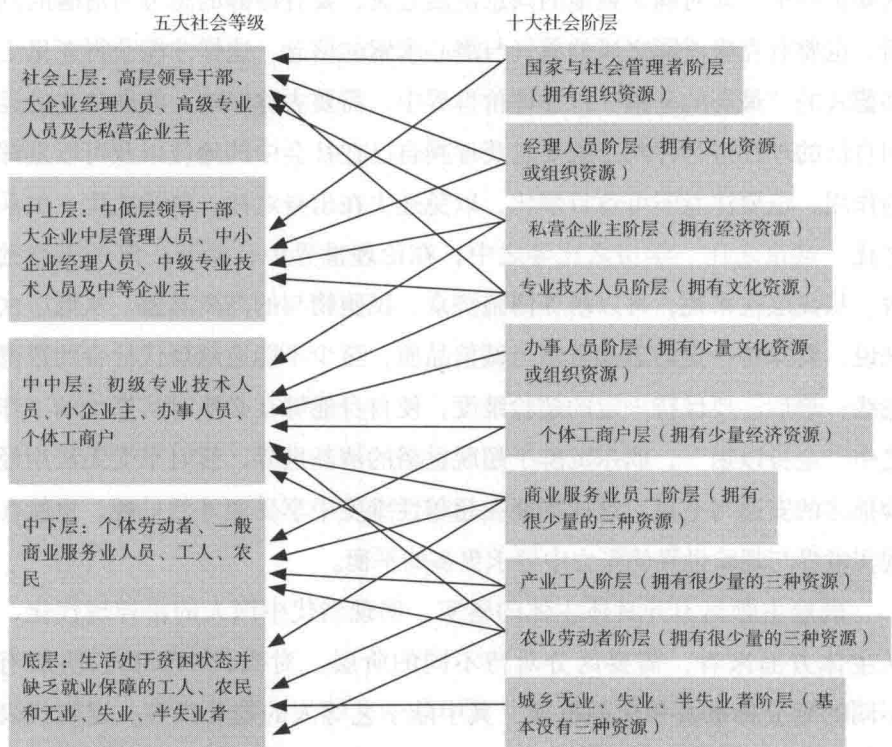 五大社会等级
十大社会阶层
社会上层：高层领导干部、
大企业经理人员、高级专业
人员及大私营企业主
中上层：中低层领导干部、
大企业中层管理人员、中小
企业经理人员、中级专业技
术人员及中等企业主
中中层：初级专业技术人
员、小企业主、办事人员、
个体工商户
中下层：个体劳动者、一般
商业服务业人员、工人、农
民
底层：生活处于贫困状态并
缺乏就业保障的工人、农民
和无业、失业、半失业者
国家与社会管理者阶层
（拥有组织资源）
经理人员阶层（拥有文化资源
或组织资源）
私营企业主阶层（拥有经济资源）
专业技术人员阶层（拥有文化资源）
办事人员阶层（拥有少量文化资源
或组织资源）
个体工商户层（拥有少量经济资源）
商业服务业员工阶层（拥有
很少量的三种资源）
产业工人阶层（拥有很少量的三种资源）
农业劳动者阶层（拥有很少量的三种资源）
城乡无业、失业、半失业者阶层（基
本没有三种资源）